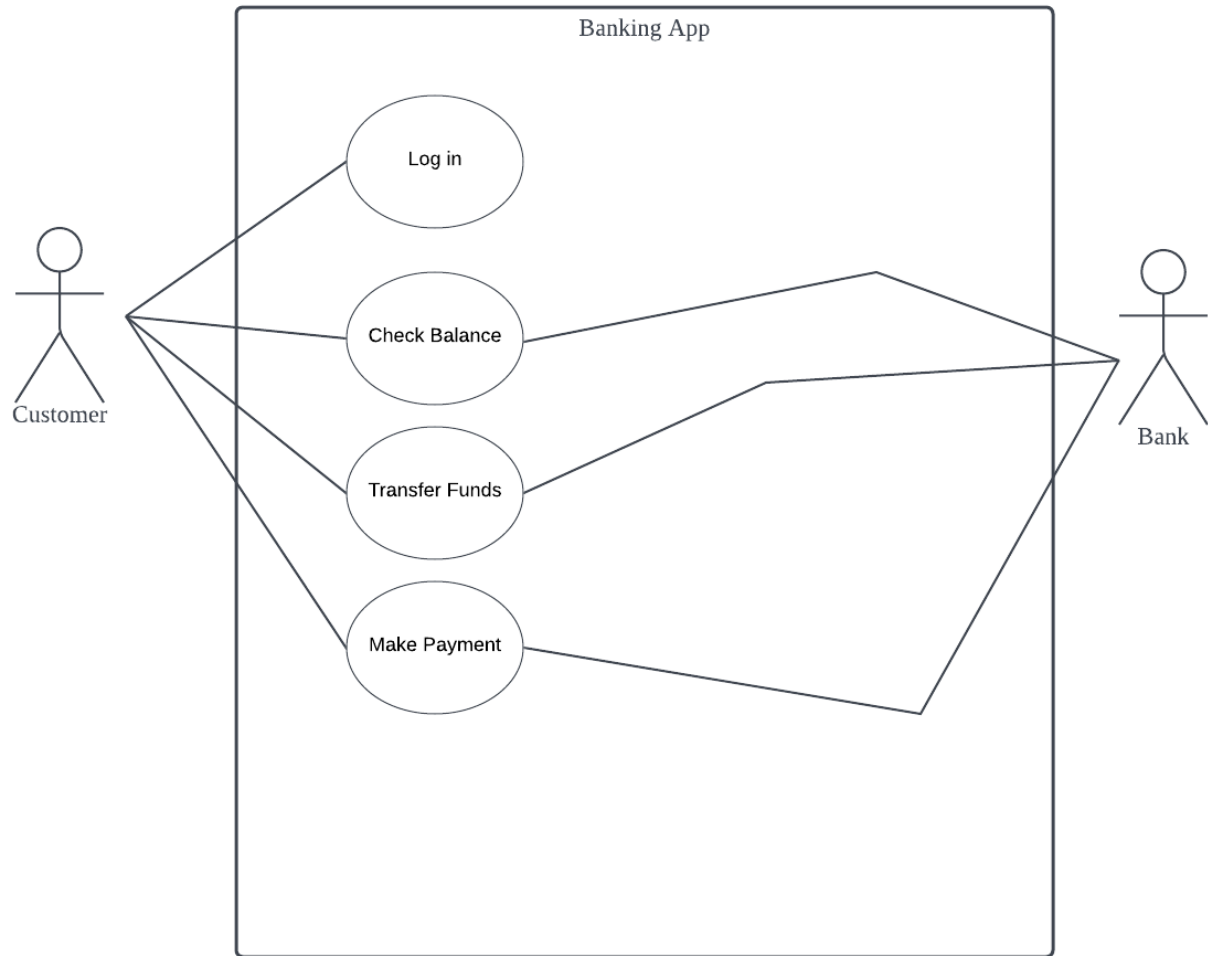 Banking App
Log in
Check Balance
Transfer Funds
Make Payment
Customer
Bank